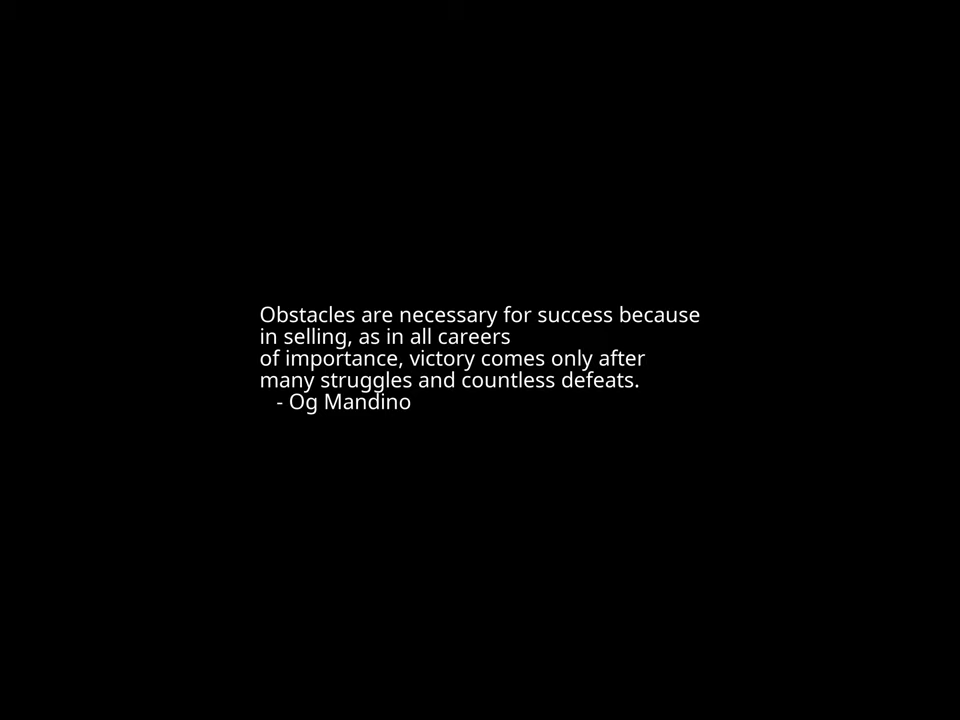 Obstacles are necessary for success because
in selling, as in all careers
of importance, victory comes only after
many struggles and countless defeats.
- Og Mandino